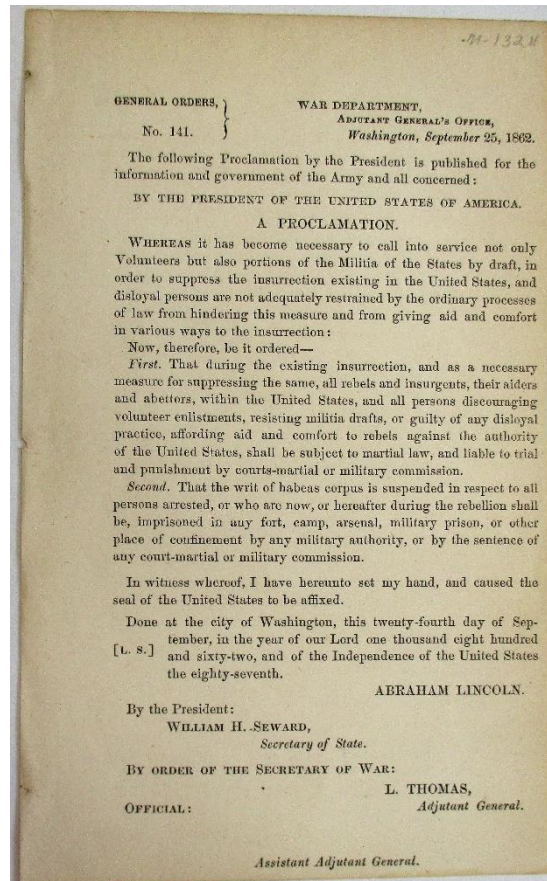 M-132
GENERAL ORDERS,
No. 141.
WAR DEPARTMENT,
ADJUTANT GENERAL'S OFFICE,
Washington, September 25, 1862.
The following Proclamation by the President is published for the
information and government of the Army and all concerned:
BY THE PRESIDENT OF THE UNITED STATES OF AMERICA.
A PROCLAMATION.
WHEREAS it has become necessary to call into service not only
Volunteers but also portions of the Militia of the States by draft, in
order to suppress the insurrection existing in the United States, and
disloyal persons are not adequately restrained by the ordinary processes
of law from hindering this measure and from giving aid and comfort
in various ways to the insurrection:
Now, therefore, be it ordered—
First. That during the existing insurrection, and as a necessary
measure for suppressing the same, all rebels and insurgents, their aiders
and abettors, within the United States, and all persons discouraging
volunteer enlistments, resisting militia drafts, or guilty of any disloyal
practice, affording aid and comfort to rebels against the authority
of the United States, shall be subject to martial law, and liable to trial
and punishment by courts-martial or military commission.
Second. That the writ of habeas corpus is suspended in respect to all
persons arrested, or who are now, or hereafter during the rebellion shall
be, imprisoned in any fort, camp, arsenal, military prison, or other
place of confinement by any military authority, or by the sentence of
any court-martial or military commission.
In witness whereof, I have hereunto set my hand, and caused the
seal of the United States to be affixed.
Done at the city of Washington, this twenty-fourth day of Sep-
tember, in the year of our Lord one thousand eight hundred
[L. S.] and sixty-two, and of the Independence of the United States
the eighty-seventh.
ABRAHAM LINCOLN.
By the President:
WILLIAM H. SEWARD,
Secretary of State.
BY ORDER OF THE SECRETARY OF WAR:
L. THOMAS,
Adjutant General.
OFFICIAL:
Assistant Adjutant General.